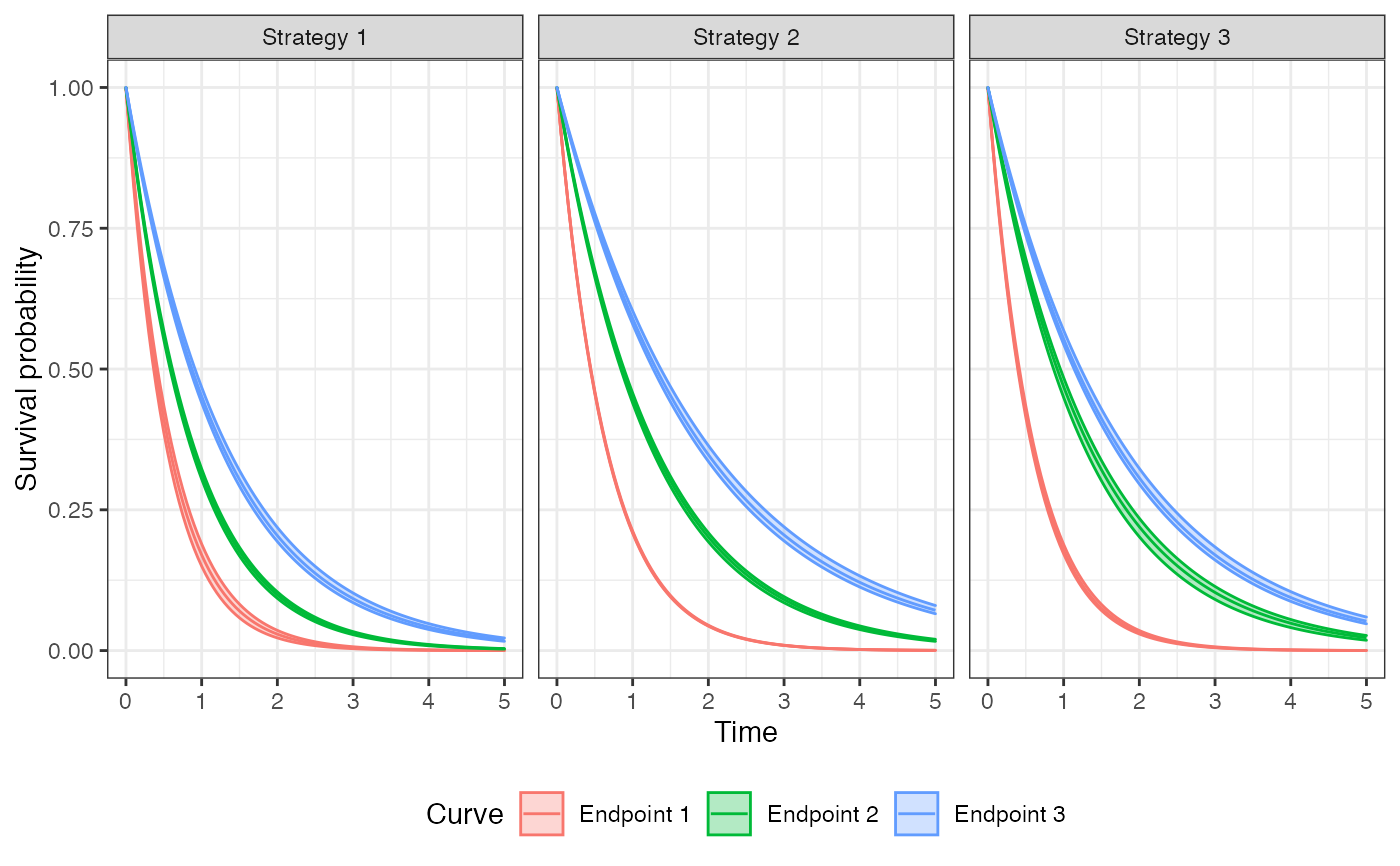 Strategy 1 Strategy 2 Strategy 3
Survival probability
1.00
0.75
0.50
0.25
0.00
0 1 2 3 4 5 0 1 2 3 4 5 0 1 2 3 4 5
Time
Curve Endpoint 1 Endpoint 2 Endpoint 3